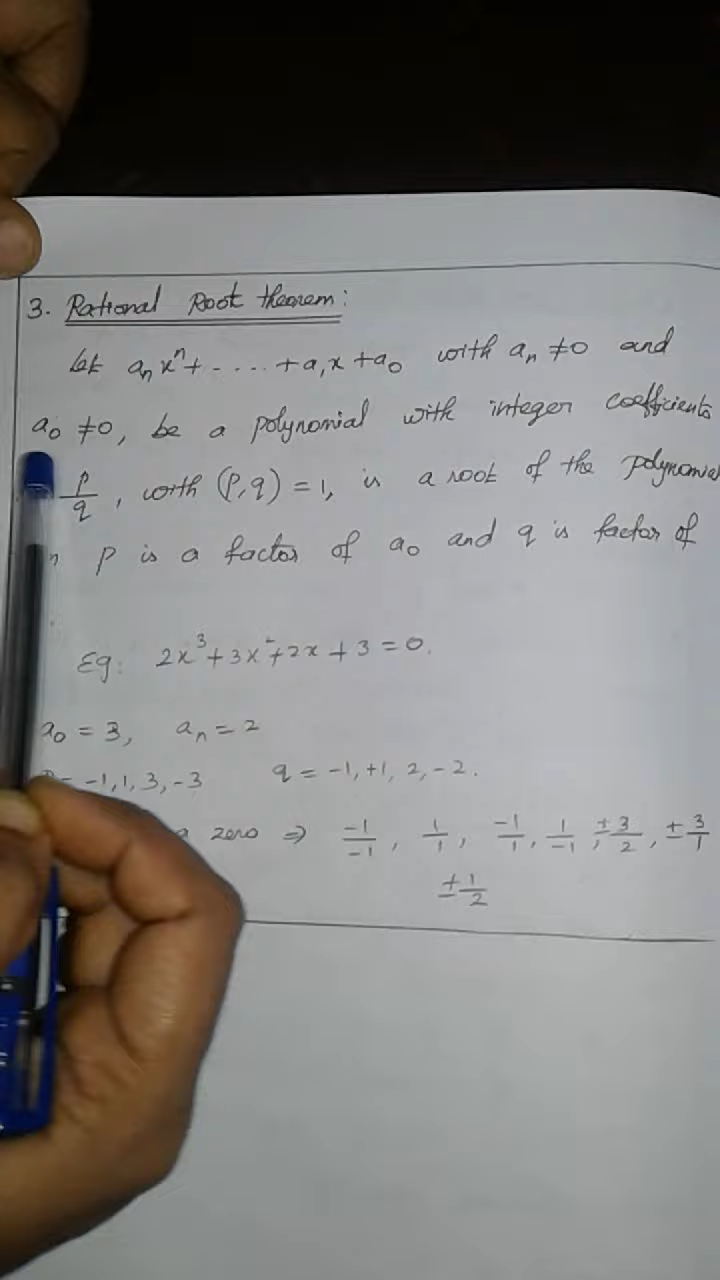 3. Rational Root theorem:
Let aₙxⁿ+ - ... +a₁x+a₀ with aₙ≠0 and
a₀ ≠0, be a polynomial with integer coefficients
p/q, with (P,q) = 1, is a root of the polynomial
P is a factor of a₀ and q is factor of
Eg: 2x³+3x²+2x+3=0.
a₀ = 3, aₙ = 2
= -1,1,3,-3 q = -1,+1, 2,-2.
a zero ⇒ -1/-1, 1/1, -1/1, 1/-1, ±3/2, ±3/1
±1/2